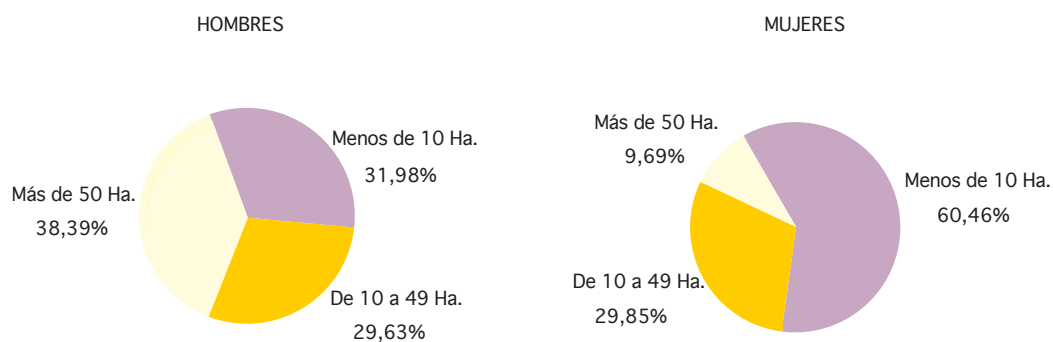 HOMBRES
Menos de 10 Ha.
31,98%
Más de 50 Ha.
38,39%
De 10 a 49 Ha.
29,63%
MUJERES
Más de 50 Ha.
9,69%
Menos de 10 Ha.
60,46%
De 10 a 49 Ha.
29,85%